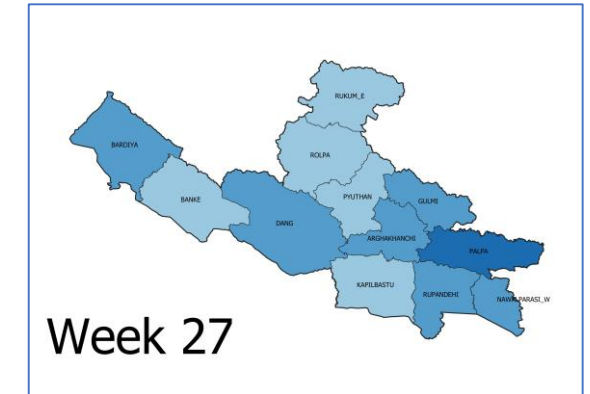 RUKUM_E
BARDIYA
ROLPA
BANKE
PYUTHAN
GULMI
DANG
ARGHAKHANCHI
PALPA
KAPILBASTU
RUPANDEHI
NAWALPARASI_W
Week 27